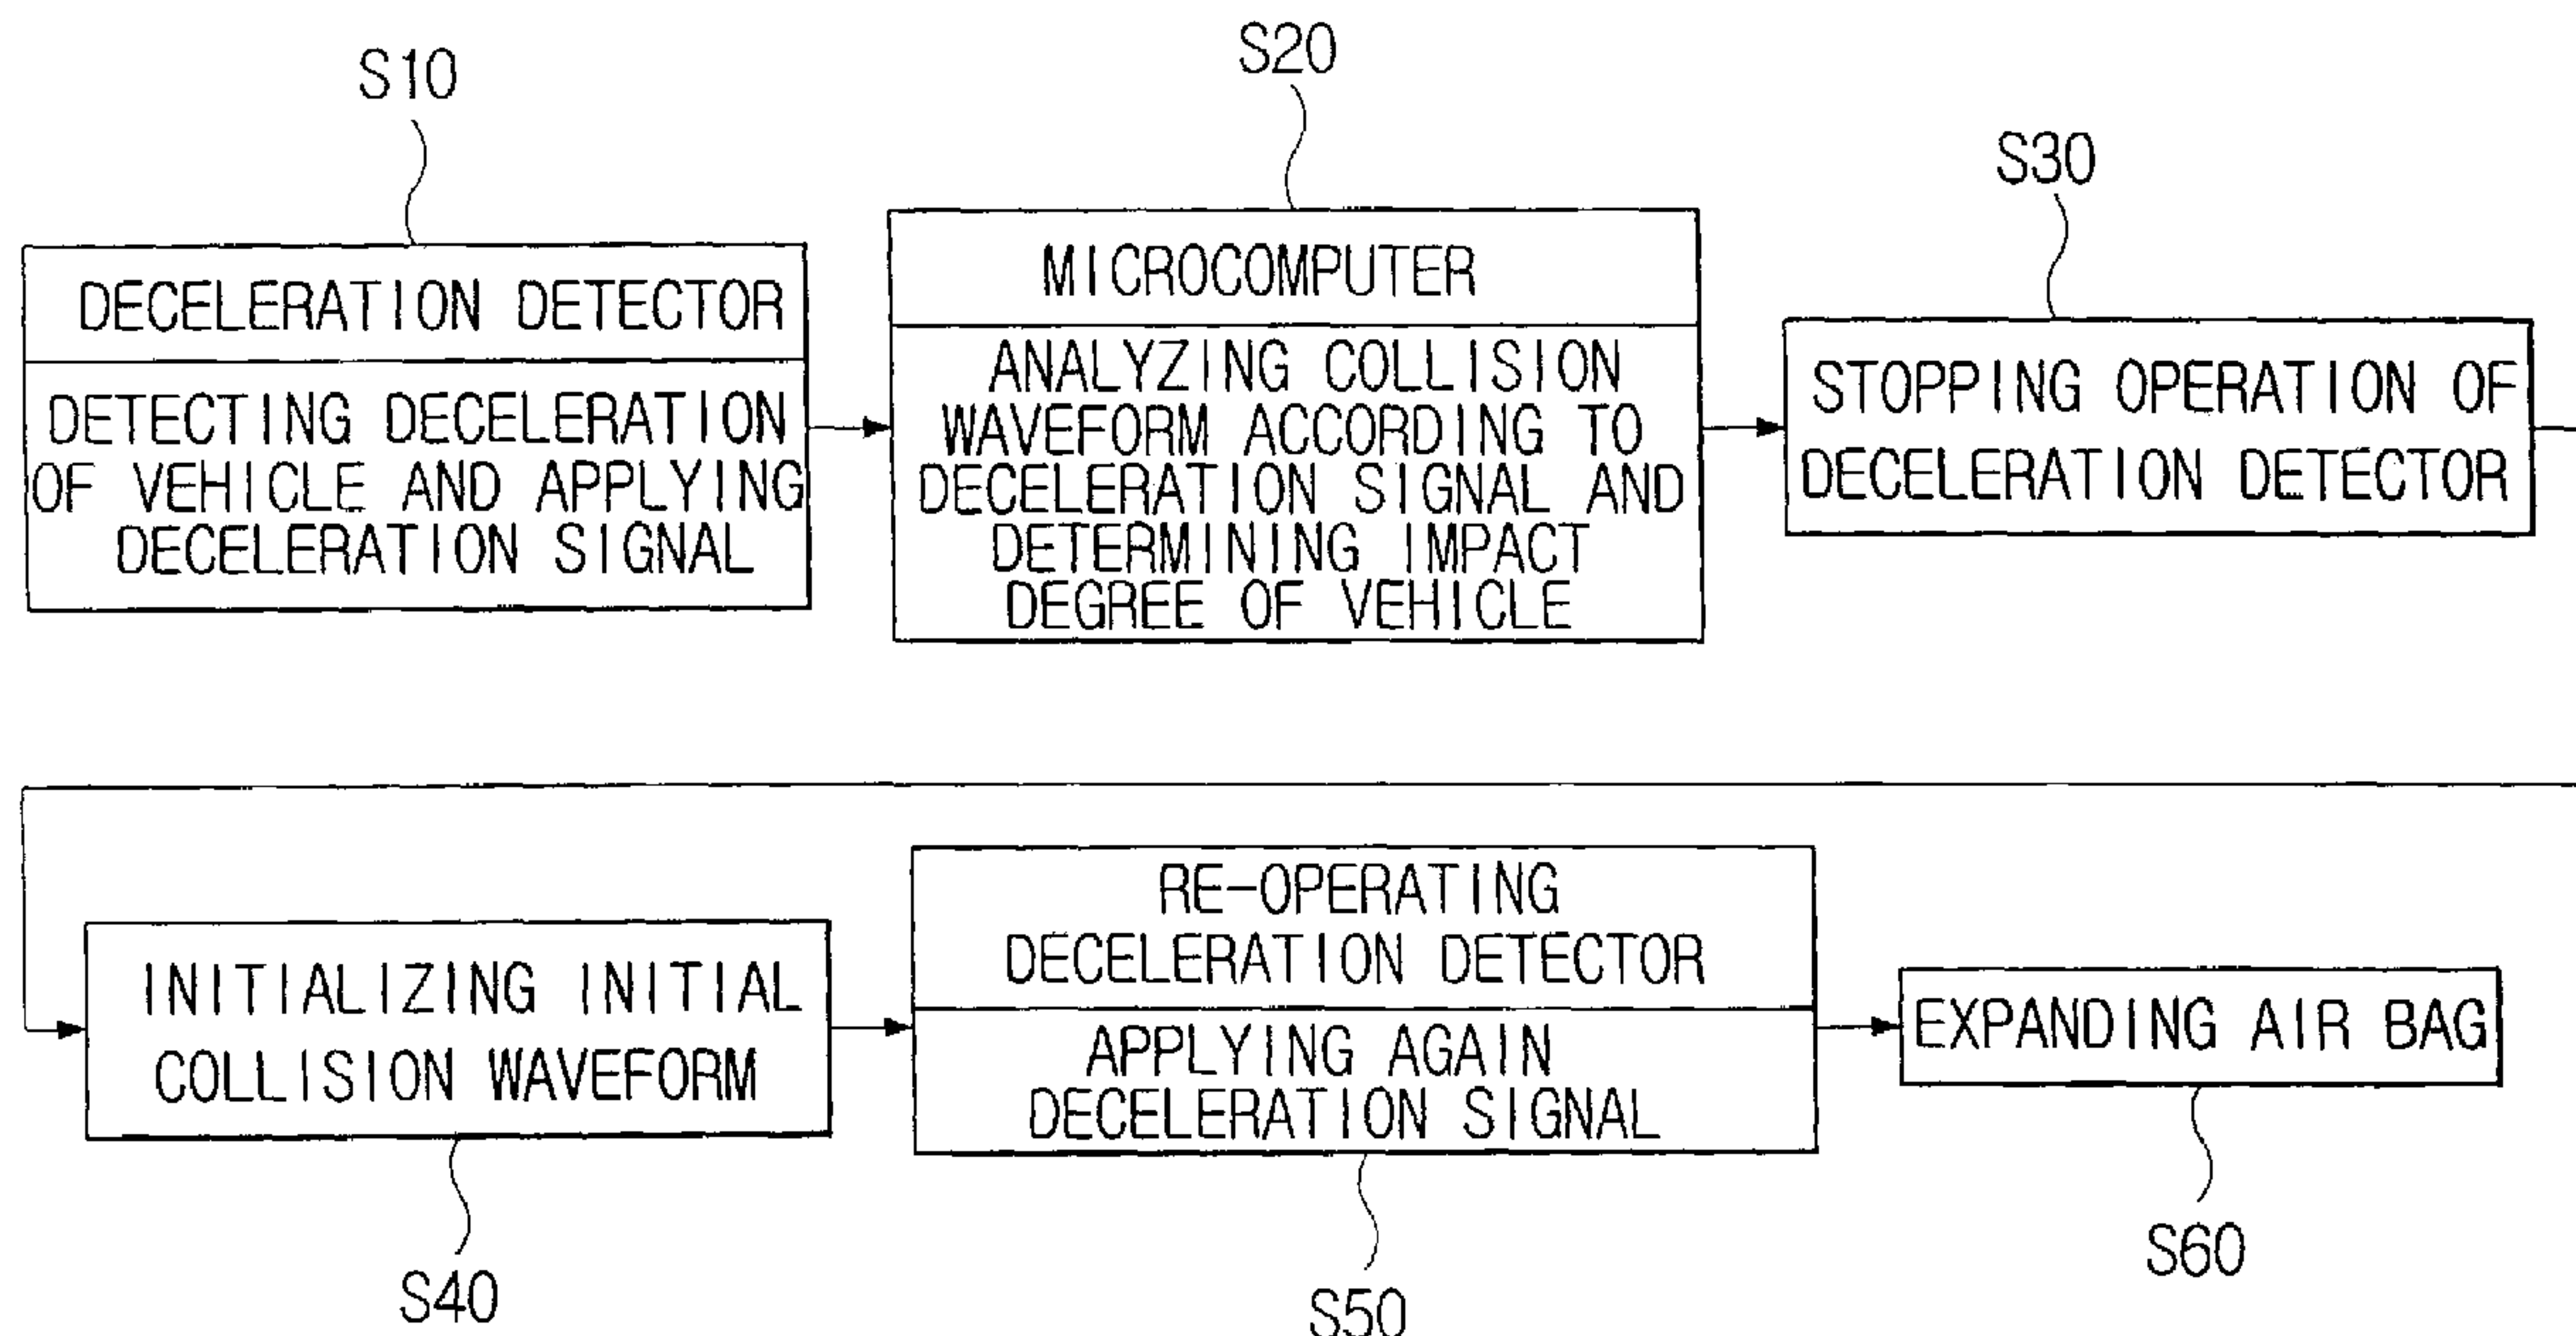 S10
S20
S30
DECELERATION DETECTOR
DETECTING DECELERATION
OF VEHICLE AND APPLYING
DECELERATION SIGNAL
MICROCOMPUTER
ANALYZING COLLISION
WAVEFORM ACCORDING TO
DECELERATION SIGNAL AND
DETERMINING IMPACT
DEGREE OF VEHICLE
STOPPING OPERATION OF
DECELERATION DETECTOR
INITIALIZING INITIAL
COLLISION WAVEFORM
RE-OPERATING
DECELERATION DETECTOR
APPLYING AGAIN
DECELERATION SIGNAL
EXPANDING AIR BAG
S40
S50
S60